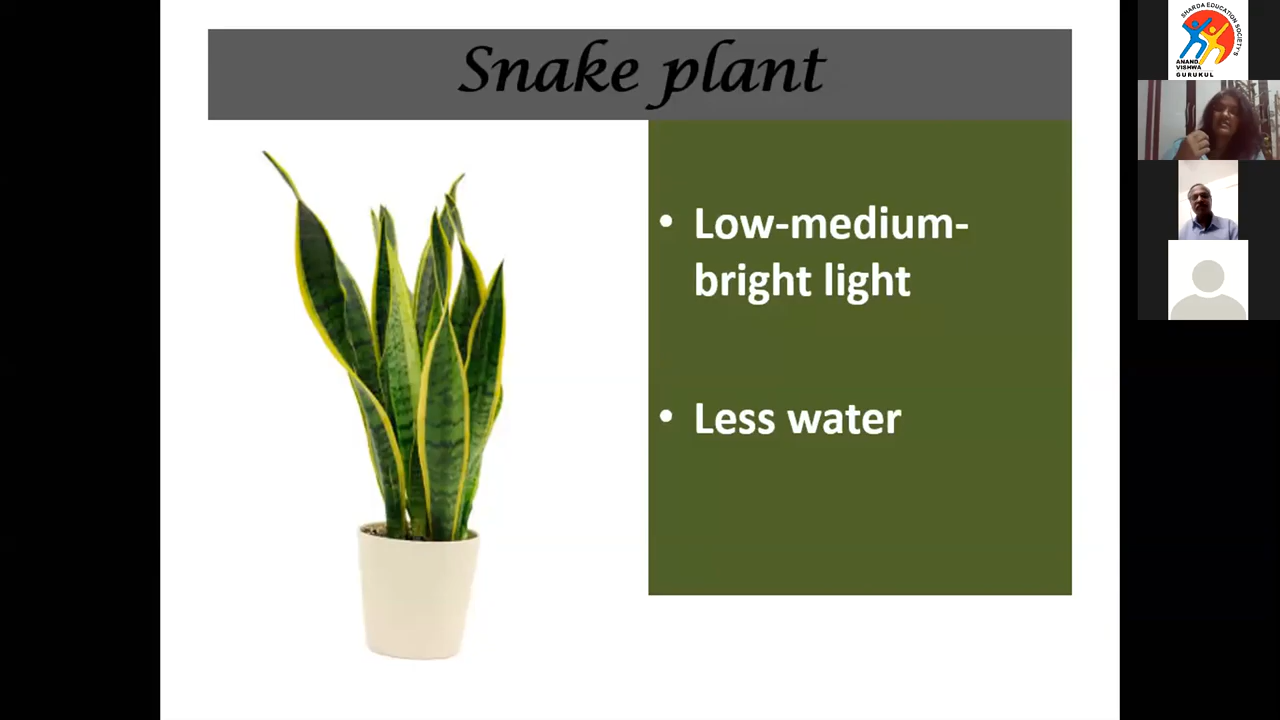 Snake plant
• Low-medium-
bright light
• Less water
SHARDA EDUCATION SOCIETY'S
ANAND
VISHWA
GURUKUL